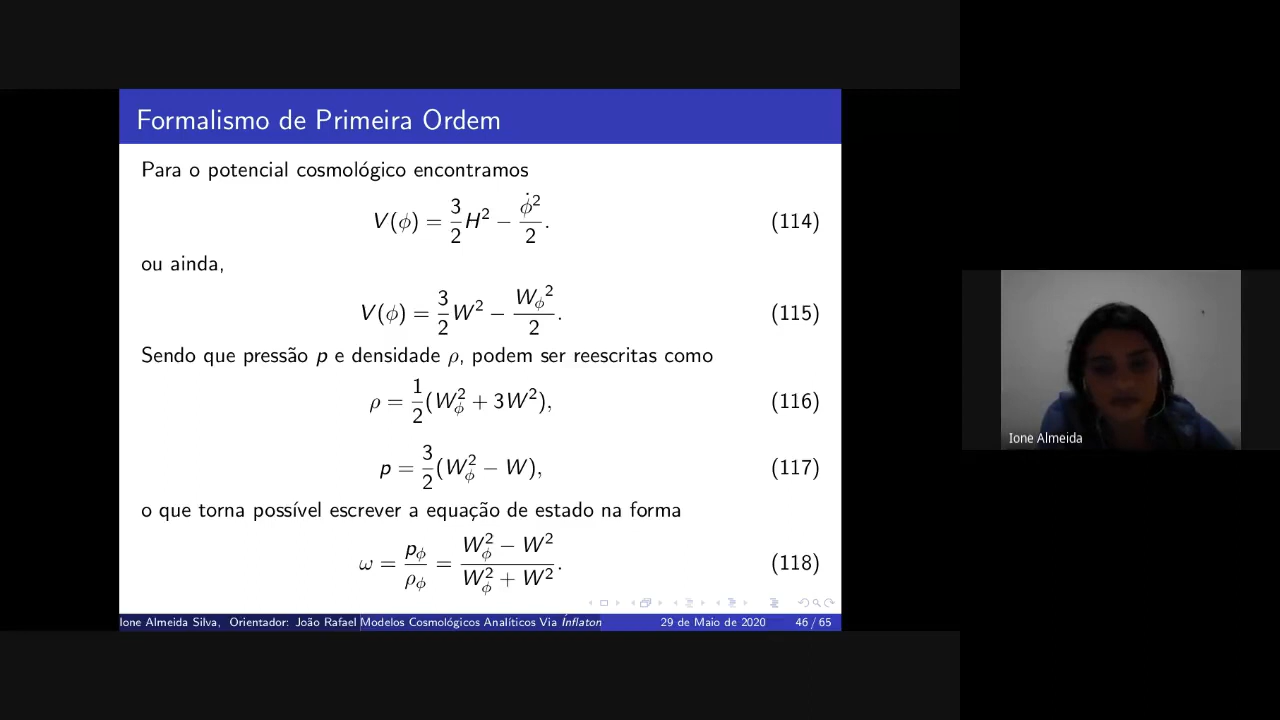 Formalismo de Primeira Ordem
Para o potencial cosmológico encontramos
V(ϕ) = 3/2 H² − ϕ̇²/2. (114)
ou ainda,
V(ϕ) = 3/2 W² − W_ϕ²/2. (115)
Sendo que pressão p e densidade ρ, podem ser reescritas como
ρ = 1/2 (W_ϕ² + 3W²), (116)
p = 3/2 (W_ϕ² − W), (117)
o que torna possível escrever a equação de estado na forma
ω = p_ϕ/ρ_ϕ = (W_ϕ² − W²)/(W_ϕ² + W²). (118)
Ione Almeida Silva, Orientador: João Rafael Modelos Cosmológicos Analíticos Via Inflaton 29 de Maio de 2020 46 / 65
Ione Almeida